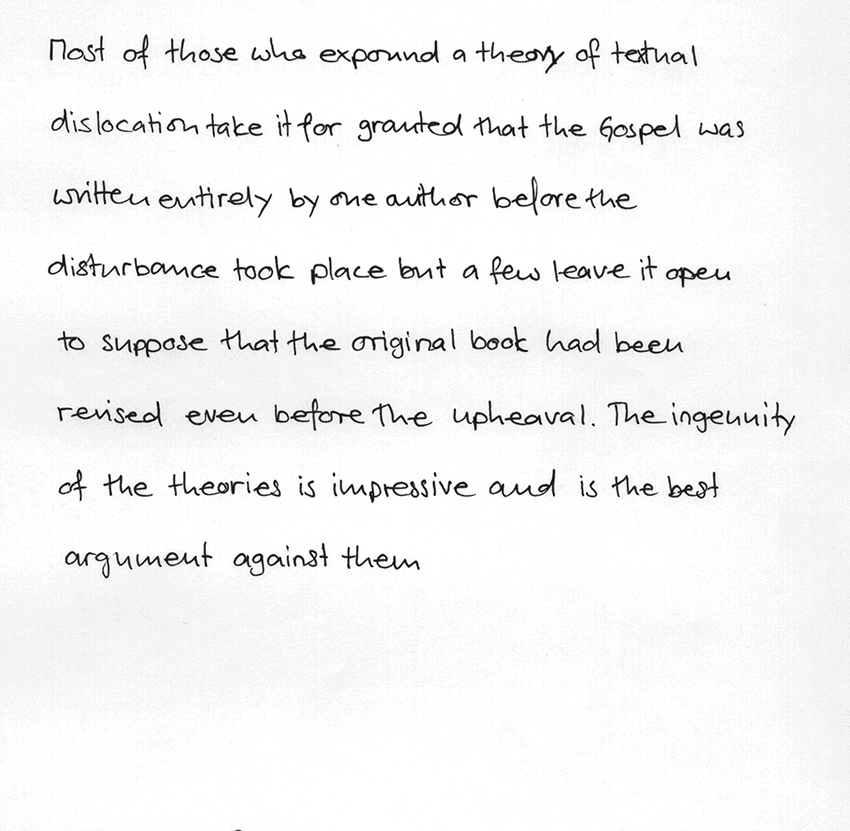 Most of those who expound a theory of textual
dislocation take it for granted that the Gospel was
written entirely by one author before the
disturbance took place but a few leave it open
to suppose that the original book had been
revised even before the upheaval. The ingenuity
of the theories is impressive and is the best
argument against them